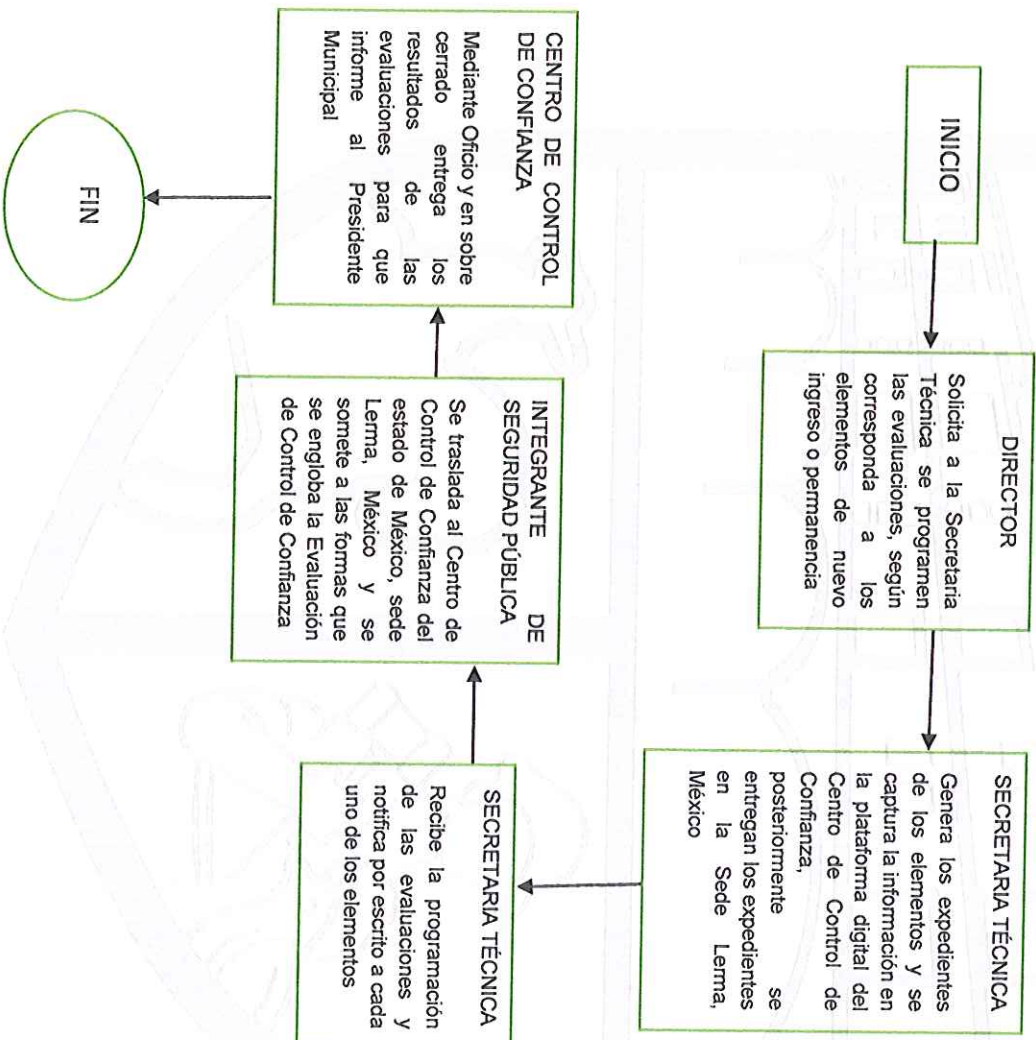 INICIO
DIRECTOR
Solicita a la Secretaria
Técnica se programen
las evaluaciones, según
corresponda a los
elementos de nuevo
ingreso o permanencia
SECRETARIA TÉCNICA
Genera los expedientes
de los elementos y se
captura la información en
la plataforma digital del
Centro de Control de
Confianza,
posteriormente se
entregan los expedientes
en la Sede Lerma,
México
SECRETARIA TÉCNICA
Recibe la programación
de las evaluaciones y
notifica por escrito a cada
uno de los elementos
INTEGRANTE DE
SEGURIDAD PÚBLICA
Se traslada al Centro de
Control de Confianza del
estado de México, sede
Lerma, México y se
somete a las formas que
se engloba la Evaluación
de Control de Confianza
CENTRO DE CONTROL
DE CONFIANZA
Mediante Oficio y en sobre
cerrado entrega los
resultados de las
evaluaciones para que
informe al Presidente
Municipal
FIN